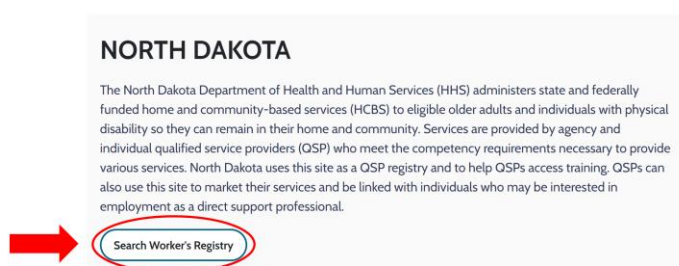 NORTH DAKOTA
The North Dakota Department of Health and Human Services (HHS) administers state and federally
funded home and community-based services (HCBS) to eligible older adults and individuals with physical
disability so they can remain in their home and community. Services are provided by agency and
individual qualified service providers (QSP) who meet the competency requirements necessary to provide
various services. North Dakota uses this site as a QSP registry and to help QSPs access training. QSPs can
also use this site to market their services and be linked with individuals who may be interested in
employment as a direct support professional.
Search Worker's Registry